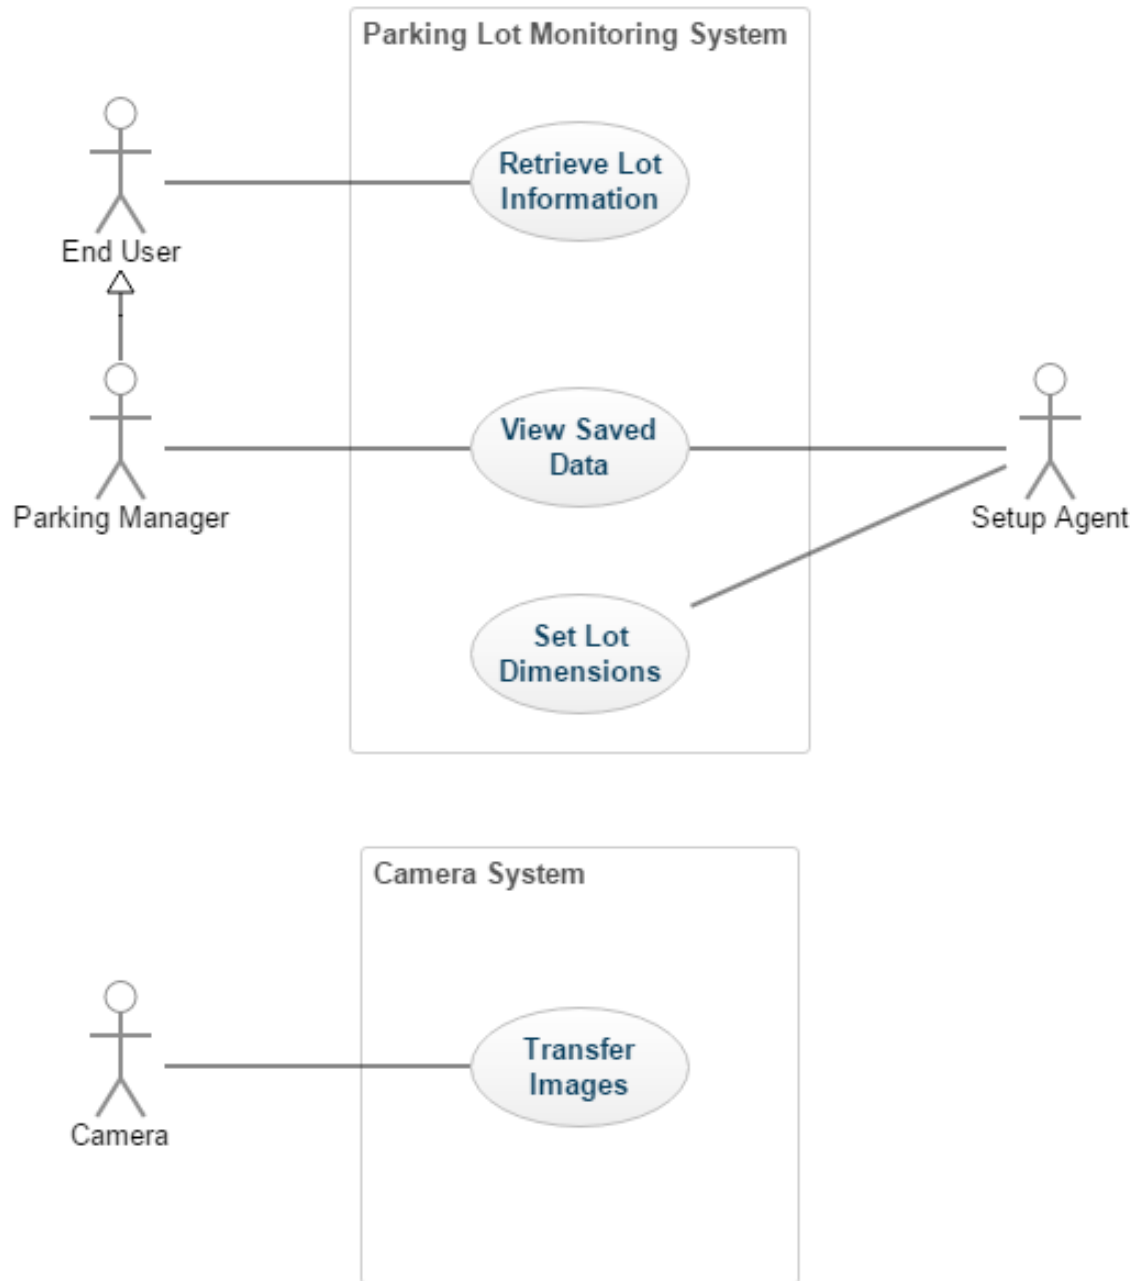 Parking Lot Monitoring System
Retrieve Lot
Information
End User
View Saved
Data
Parking Manager
Setup Agent
Set Lot
Dimensions
Camera System
Transfer
Images
Camera